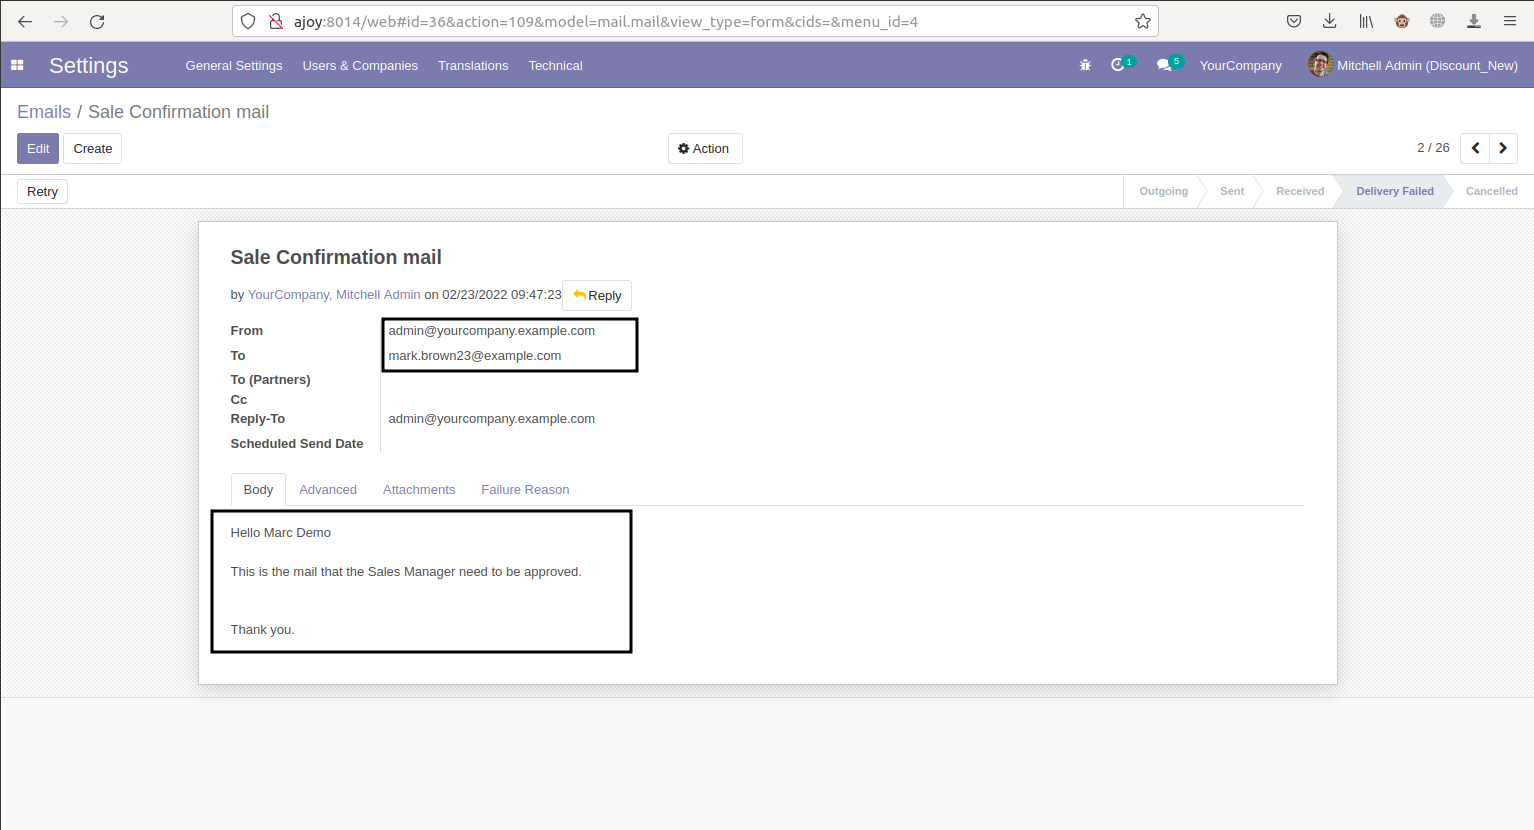 ajoy:8014/web#id=36&action=109&model=mail.mail&view_type=form&cids=&menu_id=4
Settings General Settings Users & Companies Translations Technical 1 5 YourCompany Mitchell Admin (Discount_New)
Emails / Sale Confirmation mail
Edit Create Action 2 / 26
Retry Outgoing Sent Received Delivery Failed Cancelled
Sale Confirmation mail
by YourCompany, Mitchell Admin on 02/23/2022 09:47:23 Reply
From admin@yourcompany.example.com
To mark.brown23@example.com
To (Partners)
Cc
Reply-To admin@yourcompany.example.com
Scheduled Send Date
Body Advanced Attachments Failure Reason
Hello Marc Demo
This is the mail that the Sales Manager need to be approved.
Thank you.